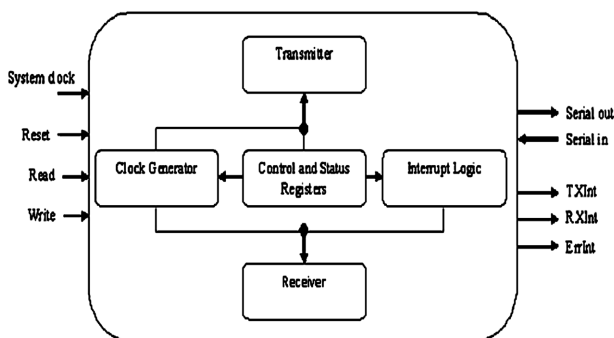 Transmitter
System clock
Serial out
Reset
Serial in
Clock Generator
Control and Status
Registers
Interrupt Logic
Read
TXInt
Write
RXInt
ErrInt
Receiver